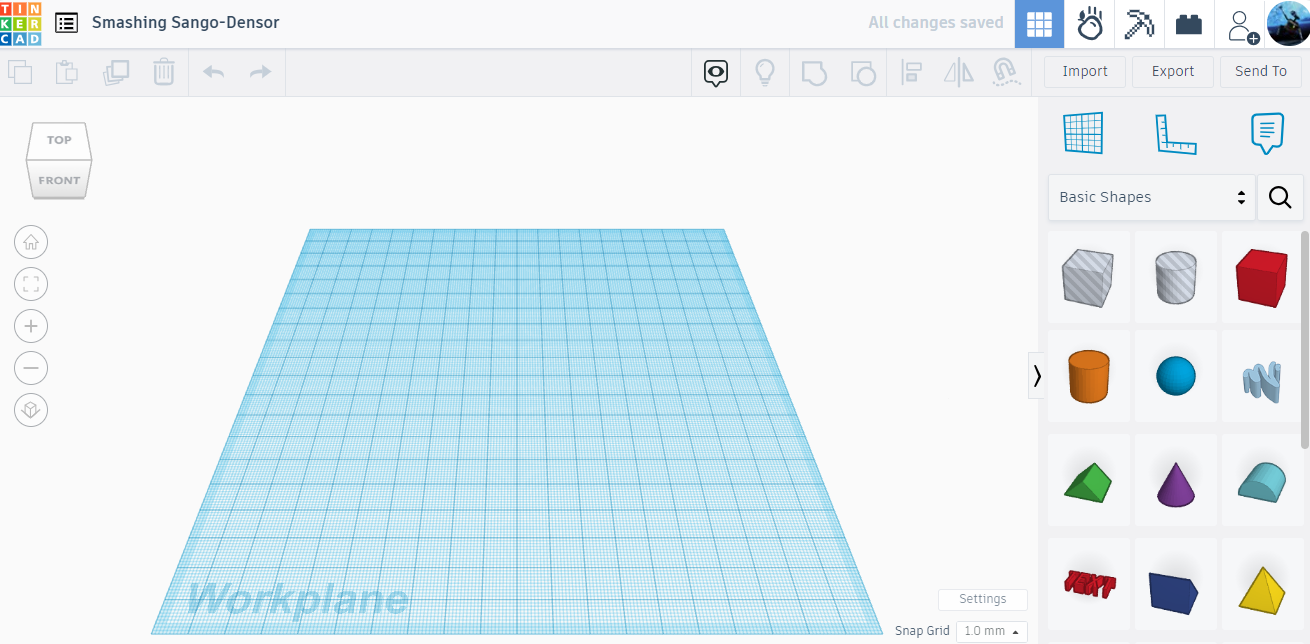 TIN
KER
CAD
Smashing Sango-Densor
All changes saved
Import
Export
Send To
TOP
FRONT
Basic Shapes
TEXT
Workplane
Settings
Snap Grid
1.0 mm